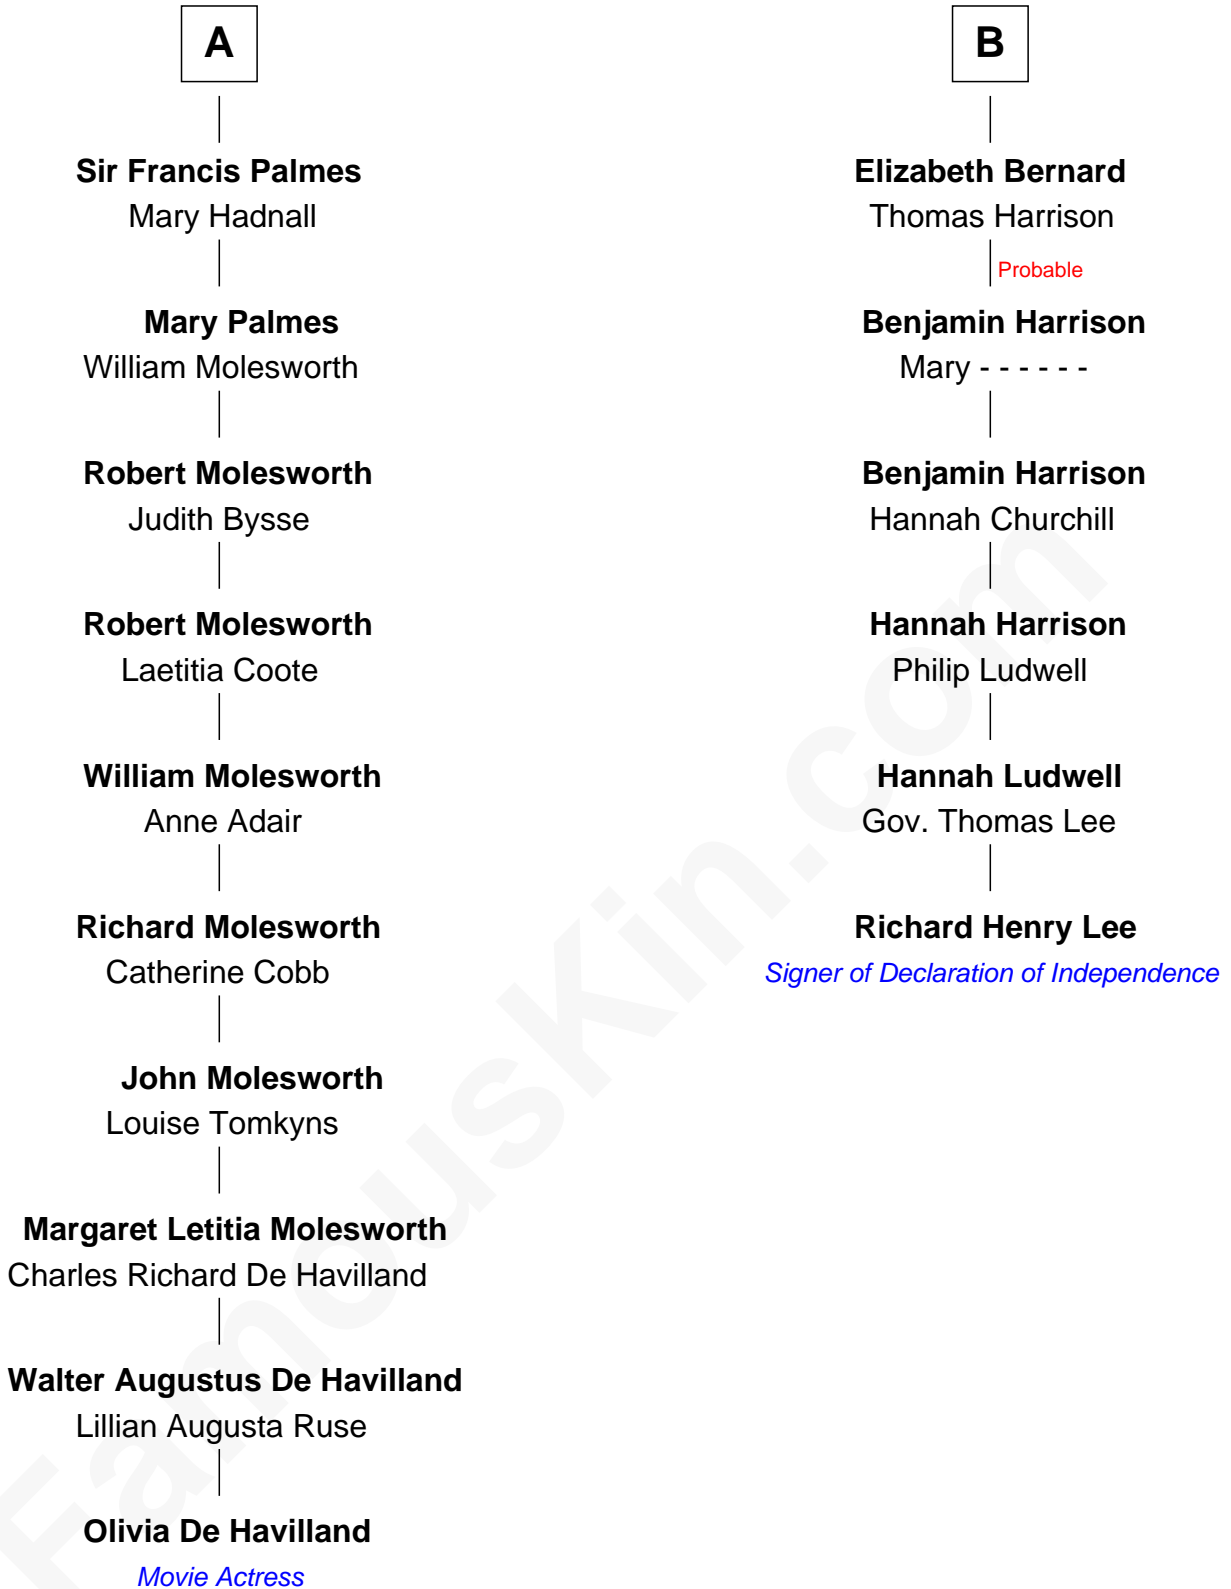 A
Sir Francis Palmes
Mary Hadnall
Mary Palmes
William Molesworth
Robert Molesworth
Judith Bysse
Robert Molesworth
Laetitia Coote
William Molesworth
Anne Adair
Richard Molesworth
Catherine Cobb
John Molesworth
Louise Tomkyns
Margaret Letitia Molesworth
Charles Richard De Havilland
Walter Augustus De Havilland
Lillian Augusta Ruse
Olivia De Havilland
Movie Actress
B
Elizabeth Bernard
Thomas Harrison
Probable
Benjamin Harrison
Mary - - - - - -
Benjamin Harrison
Hannah Churchill
Hannah Harrison
Philip Ludwell
Hannah Ludwell
Gov. Thomas Lee
Richard Henry Lee
Signer of Declaration of Independence
FamousKin.com